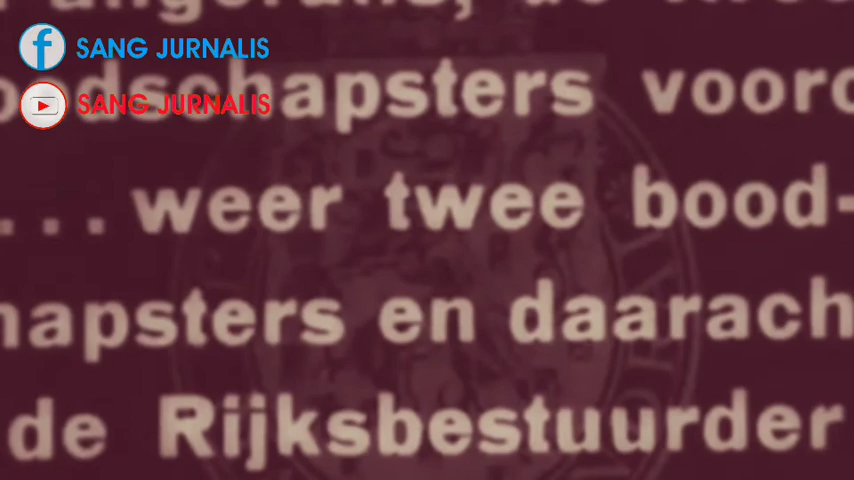 SANG JURNALIS
SANG JURNALIS
odschapsters voor
...weer twee bood-
hapsters en daarach
de Rijksbestuurder